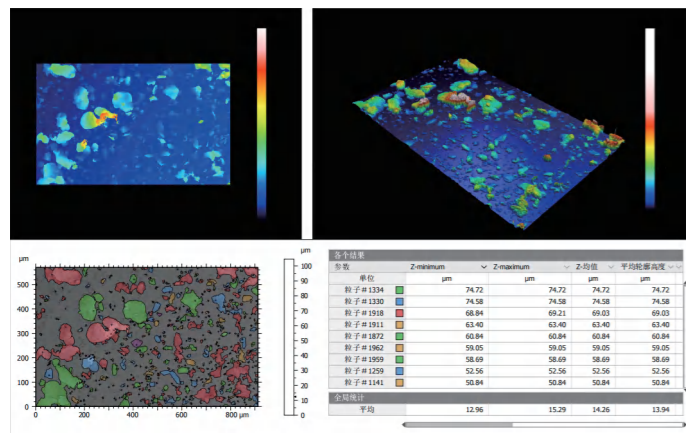 μm
500
400
300
200
100
0
0
200
400
600
800 μm
μm
100
90
80
70
60
50
40
30
20
10
0
各个结果
参数 Z-minimum Z-maximum Z-均值 平均轮廓高度
单位 μm μm μm μm
粒子#1334 74.72 74.72 74.72 74.72
粒子#1330 74.58 74.58 74.58 74.58
粒子#1918 68.84 69.21 69.03 69.03
粒子#1911 63.40 63.40 63.40 63.40
粒子#1872 60.84 60.84 60.84 60.84
粒子#1962 59.05 59.05 59.05 59.05
粒子#1959 58.69 58.69 58.69 58.69
粒子#1259 52.56 52.56 52.56 52.56
粒子#1141 50.84 50.84 50.84 50.84
全局统计
平均 12.96 15.29 14.26 13.94